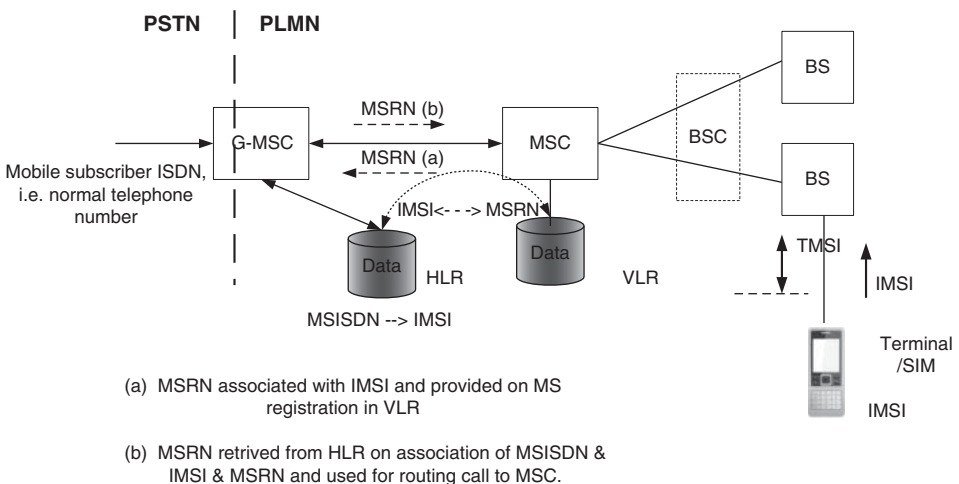 PSTN
PLMN
BS
MSRN (b)
G-MSC
MSC
BSC
MSRN (a)
Mobile subscriber ISDN,
i.e. normal telephone
number
BS
IMSI<- - -> MSRN
Data
HLR
Data
VLR
TMSI
IMSI
MSISDN --> IMSI
Terminal
/SIM
IMSI
(a) MSRN associated with IMSI and provided on MS
registration in VLR
(b) MSRN retrived from HLR on association of MSISDN &
IMSI & MSRN and used for routing call to MSC.